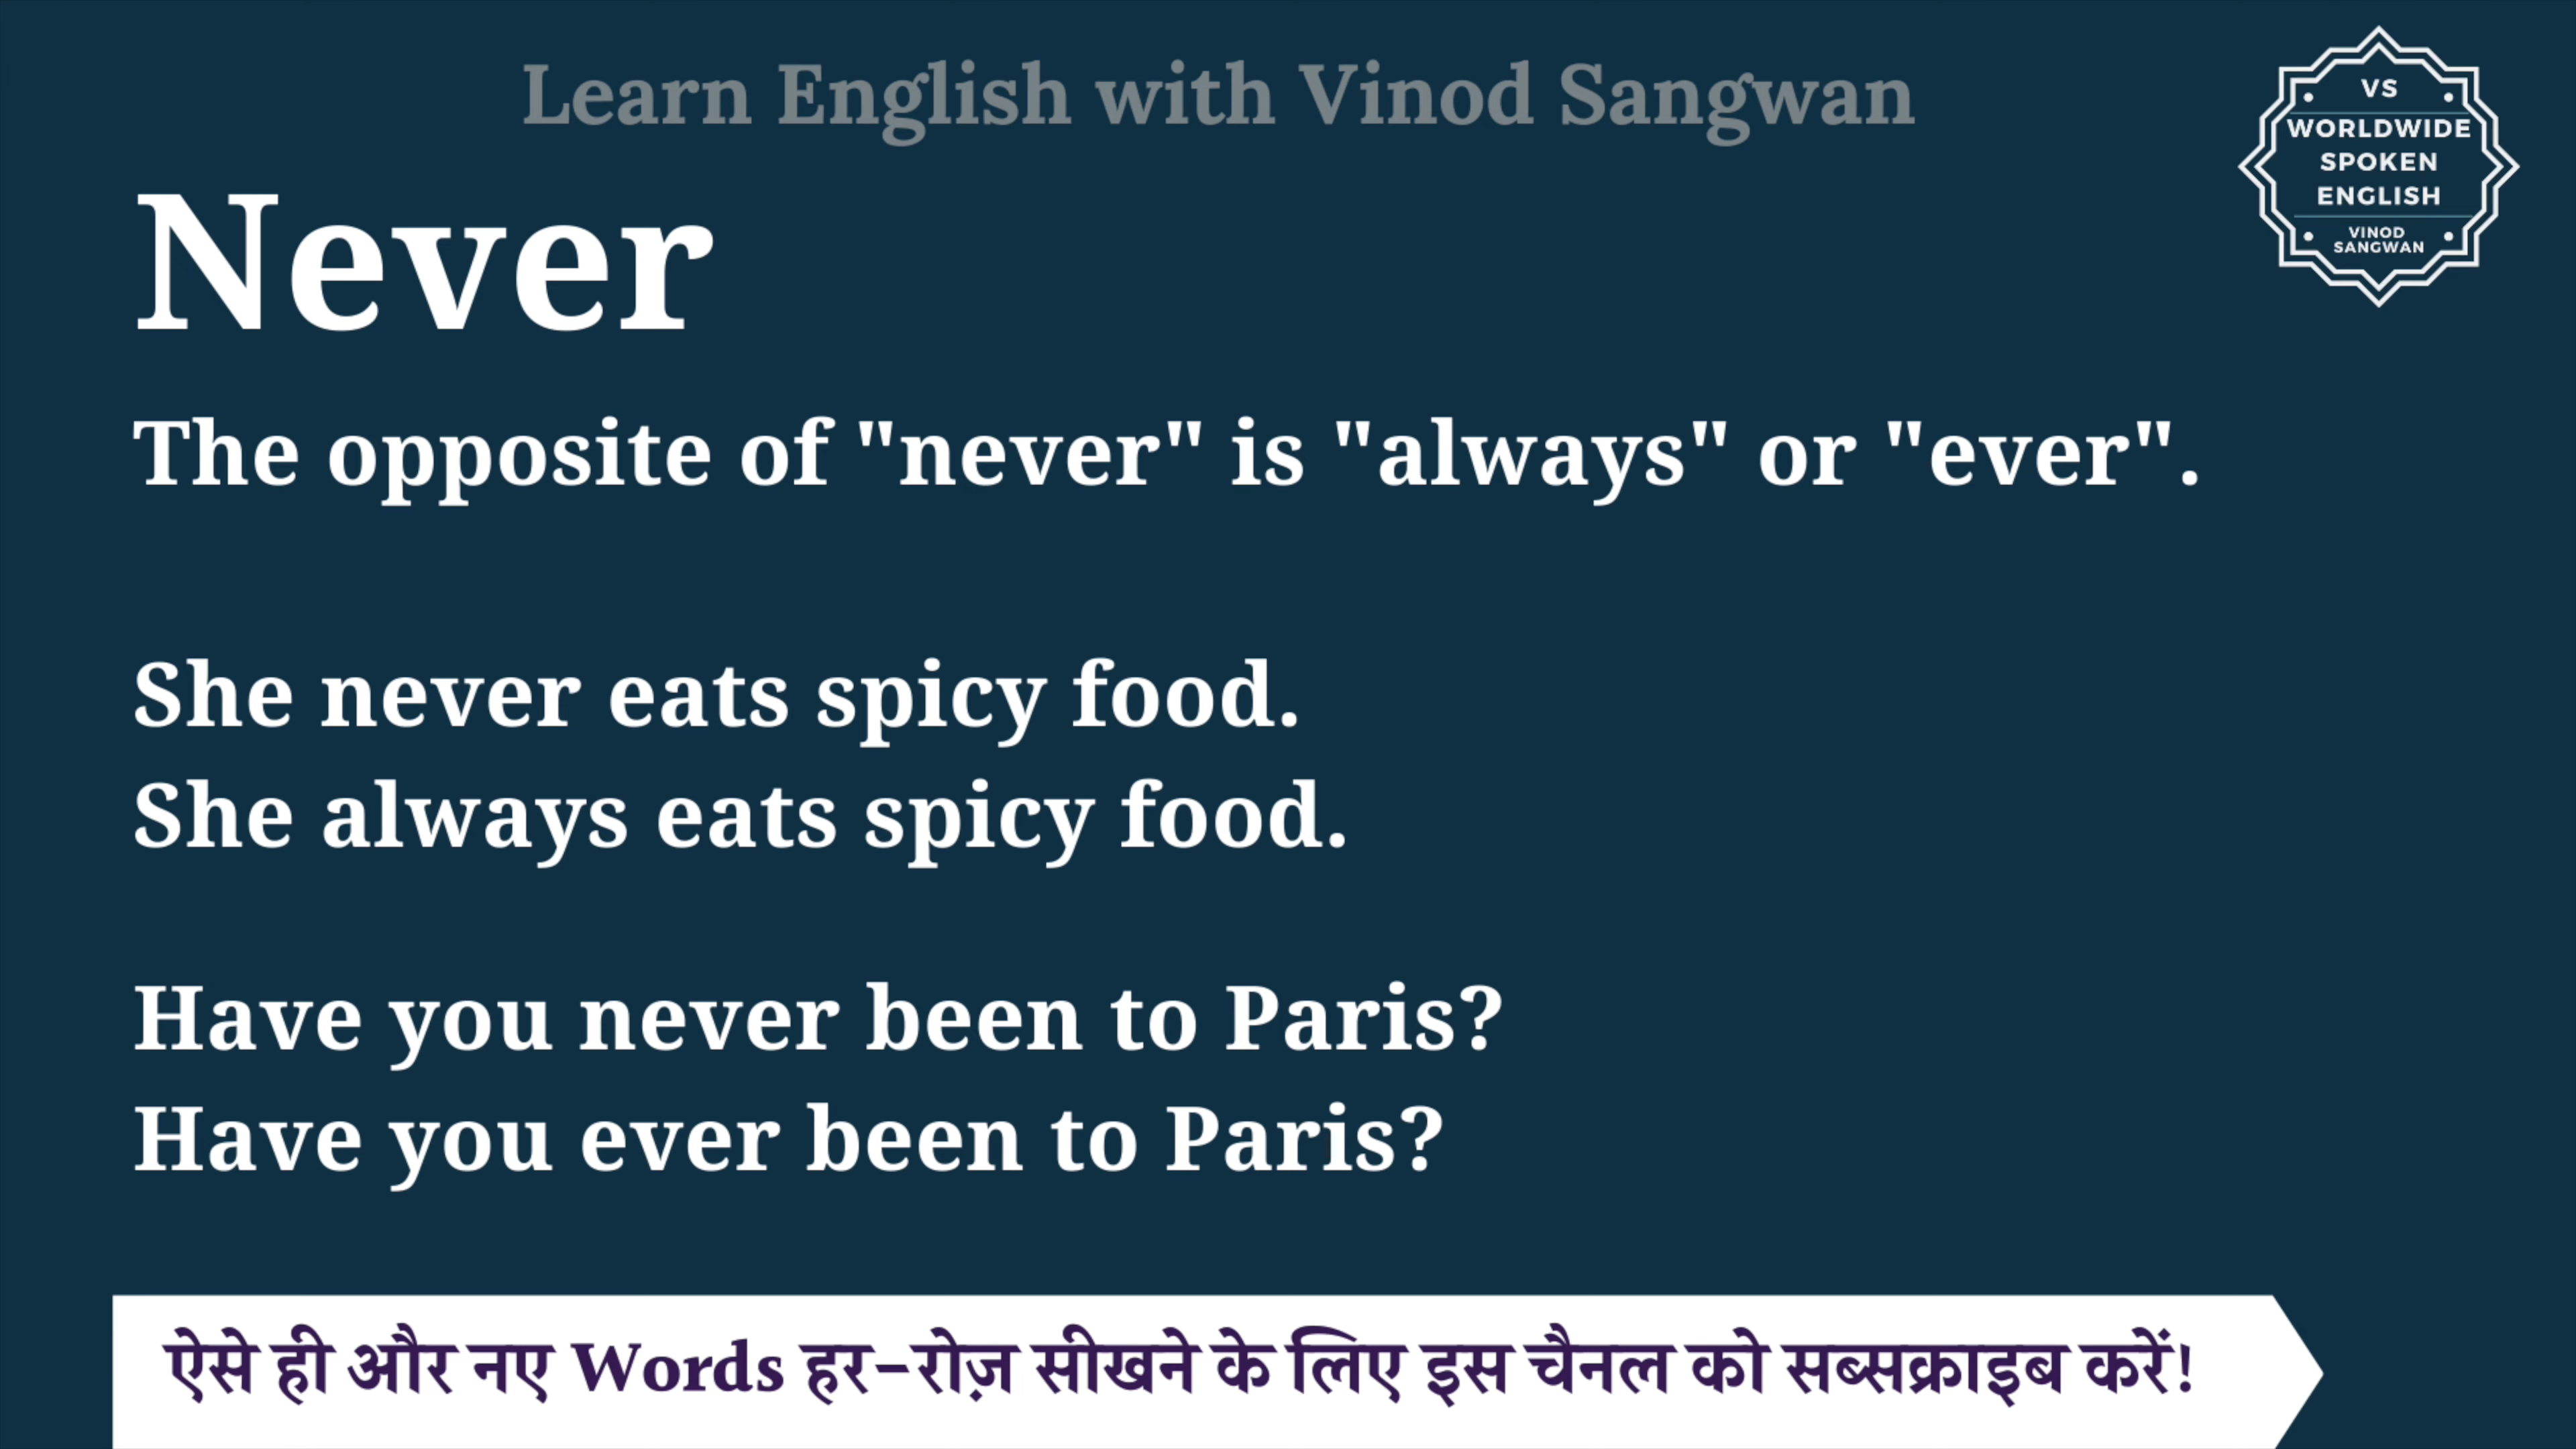 Learn English with Vinod Sangwan
VS
WORLDWIDE
SPOKEN
ENGLISH
VINOD
SANGWAN
Never
The opposite of "never" is "always" or "ever".
She never eats spicy food.
She always eats spicy food.
Have you never been to Paris?
Have you ever been to Paris?
ऐसे ही और नए Words हर-रोज़ सीखने के लिए इस चैनल को सब्सक्राइब करें!